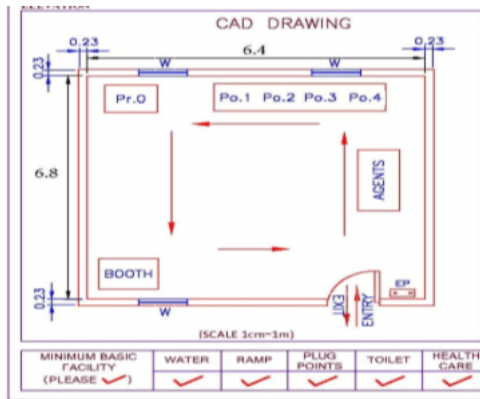 ELEVATION
CAD DRAWING
0.23 6.4 0.23
W W
0.23
Pr.O Po.1 Po.2 Po.3 Po.4
6.8
AGENTS
BOOTH
EP
0.23
W
EXIT
ENTRY
(SCALE 1cm=1m)
MINIMUM BASIC FACILITY (PLEASE ✓)
WATER RAMP PLUG POINTS TOILET HEALTH CARE
✓ ✓ ✓ ✓ ✓